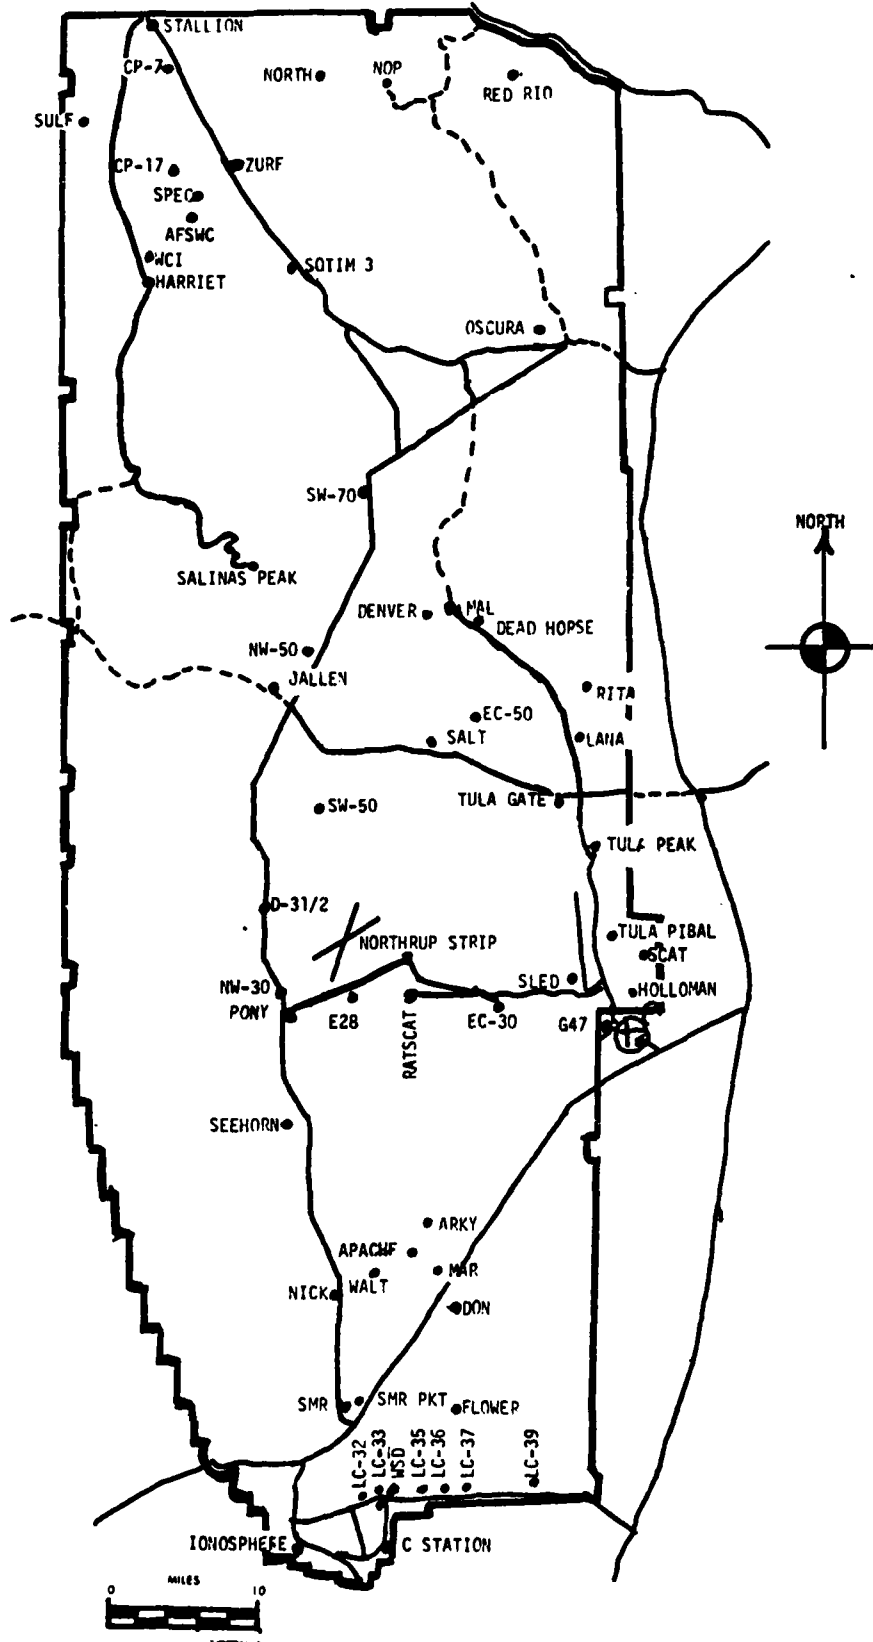 STALLION
CP-7
NORTH
NOP
RED RIO
SULF
CP-17
ZURF
SPEC
AFSWC
WCI
HARRIET
SOTIM 3
OSCURA
SW-70
NORTH
SALINAS PEAK
DENVER
MAL
DEAD HORSE
NW-50
JALLEN
RITA
EC-50
SALT
LANA
TULA GATE
SW-50
TULA PEAK
D-31/2
TULA PIBAL
NORTHRUP STRIP
SCAT
SLED
NW-30
HOLLOMAN
PONY
E28
RATSCAT
EC-30
G47
SEEHORN
ARKY
APACHE
MAR
WALT
NICK
DON
SMR
SMR PKT
FLOWER
LC-32
LC-33
WSD
LC-35
LC-36
LC-37
LC-39
IONOSPHERE
C STATION
MILES
0 10